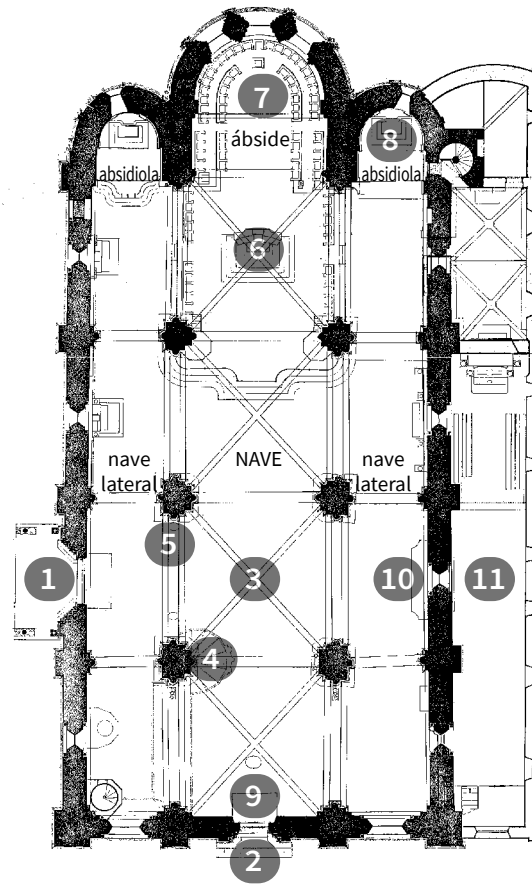 7
ábside
8
absidiola
absidiola
6
nave
lateral
NAVE
nave
lateral
5
1
3
10
11
4
9
2